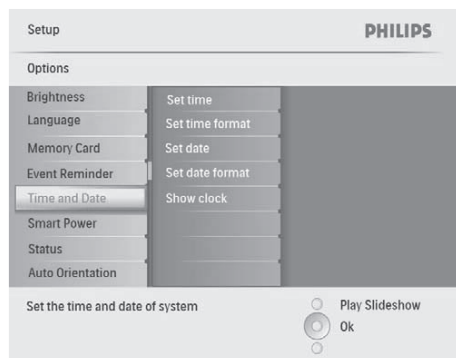 Setup PHILIPS
Options
Brightness
Language
Memory Card
Event Reminder
Time and Date
Smart Power
Status
Auto Orientation
Set time
Set time format
Set date
Set date format
Show clock
Set the time and date of system
Play Slideshow
Ok